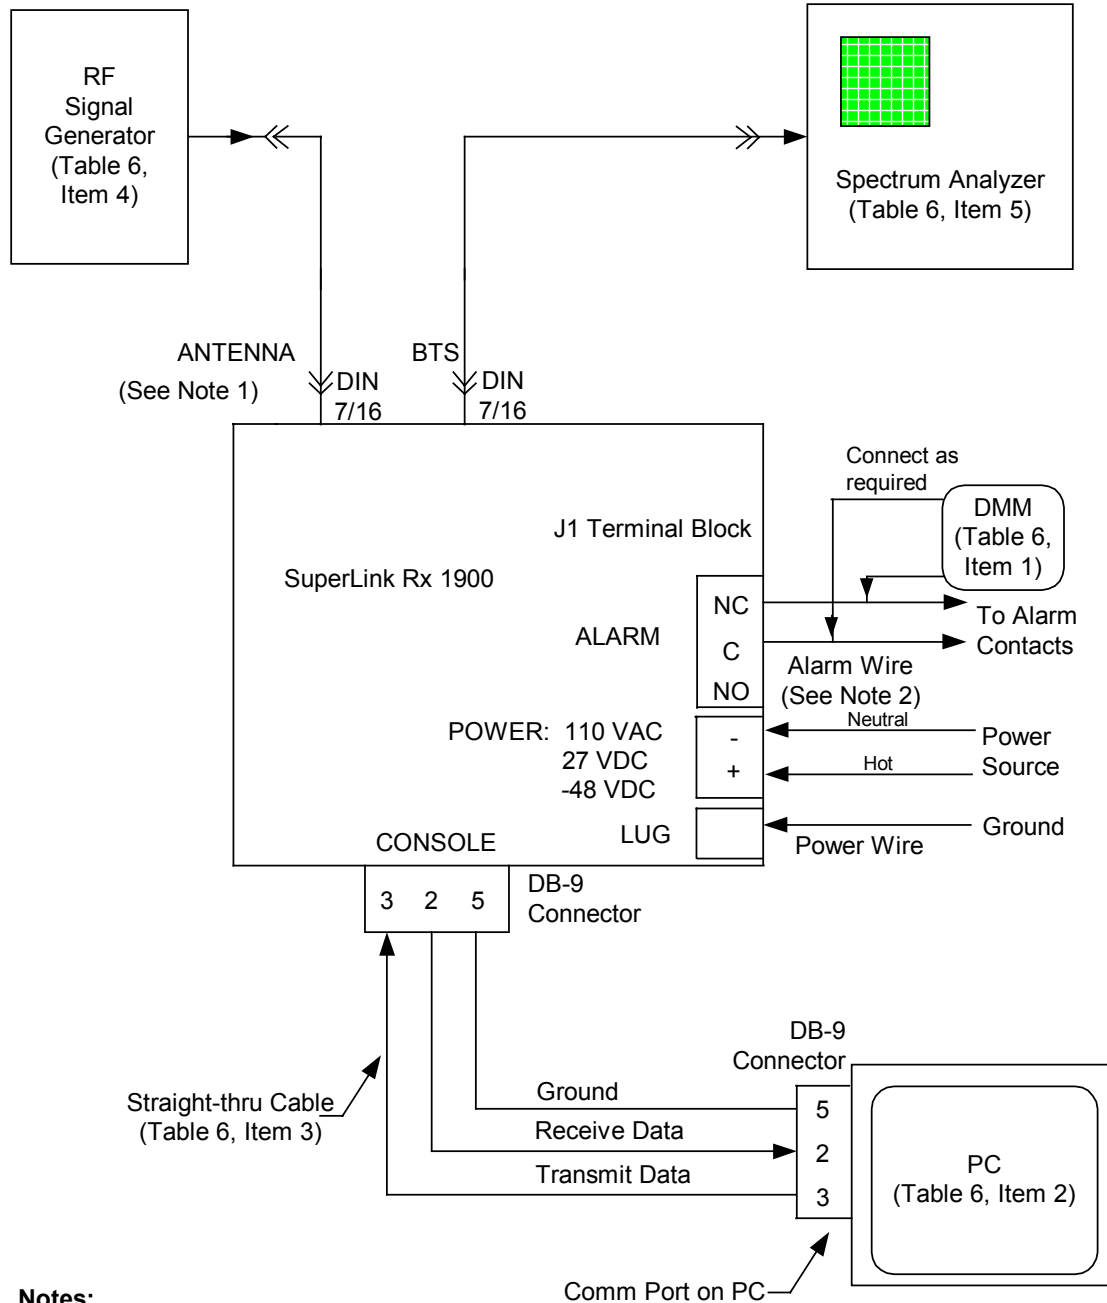 RF
Signal
Generator
(Table 6,
Item 4)
Spectrum Analyzer
(Table 6, Item 5)
ANTENNA
(See Note 1)
DIN
7/16
BTS
DIN
7/16
Connect as
required
DMM
(Table 6,
Item 1)
J1 Terminal Block
SuperLink Rx 1900
ALARM
NC
C
NO
To Alarm
Contacts
Alarm Wire
(See Note 2)
POWER: 110 VAC
27 VDC
-48 VDC
-
+
Neutral
Hot
Power
Source
LUG
Ground
Power Wire
CONSOLE
3 2 5
DB-9
Connector
DB-9
Connector
Straight-thru Cable
(Table 6, Item 3)
Ground
Receive Data
Transmit Data
5
2
3
PC
(Table 6, Item 2)
Comm Port on PC
Notes: